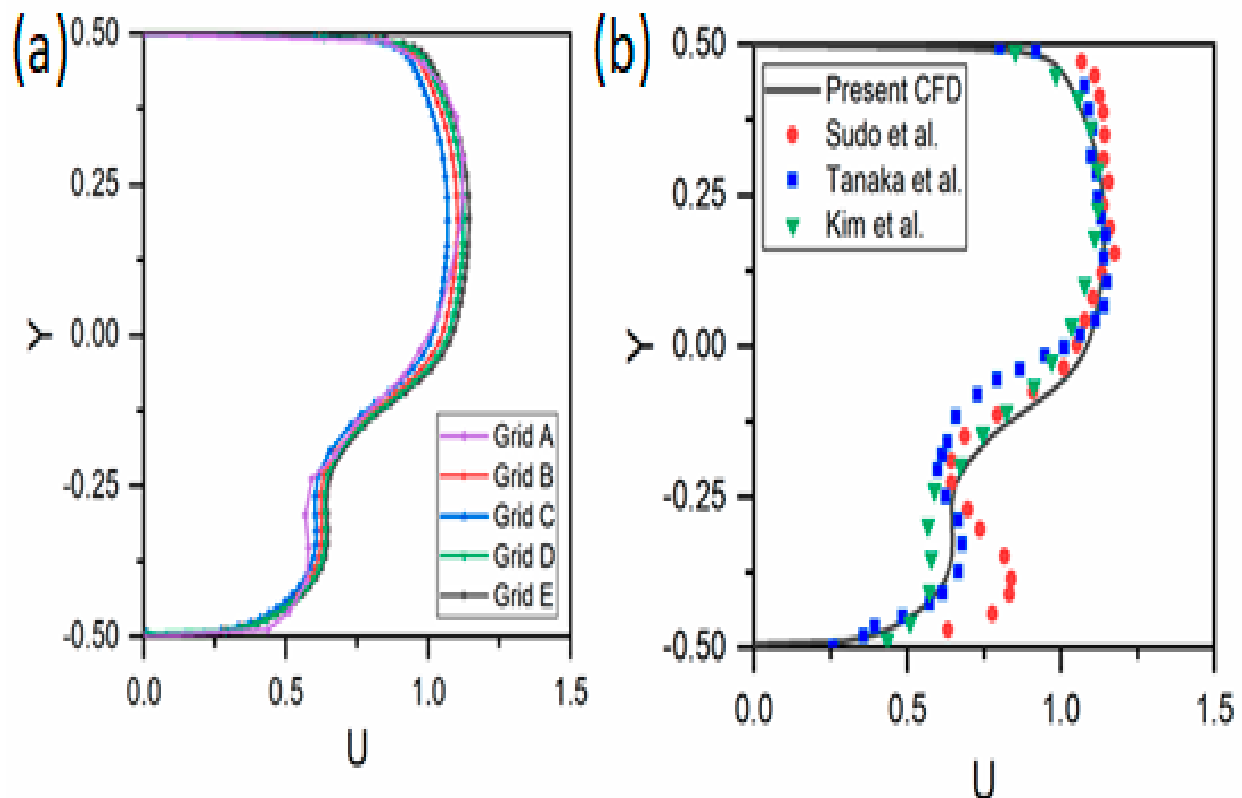 (a)
0.50
0.25
0.00
-0.25
-0.50
Y
0.0
0.5
1.0
1.5
U
Grid A
Grid B
Grid C
Grid D
Grid E
(b)
0.50
0.25
0.00
-0.25
-0.50
Y
0.0
0.5
1.0
1.5
U
Present CFD
Sudo et al.
Tanaka et al.
Kim et al.